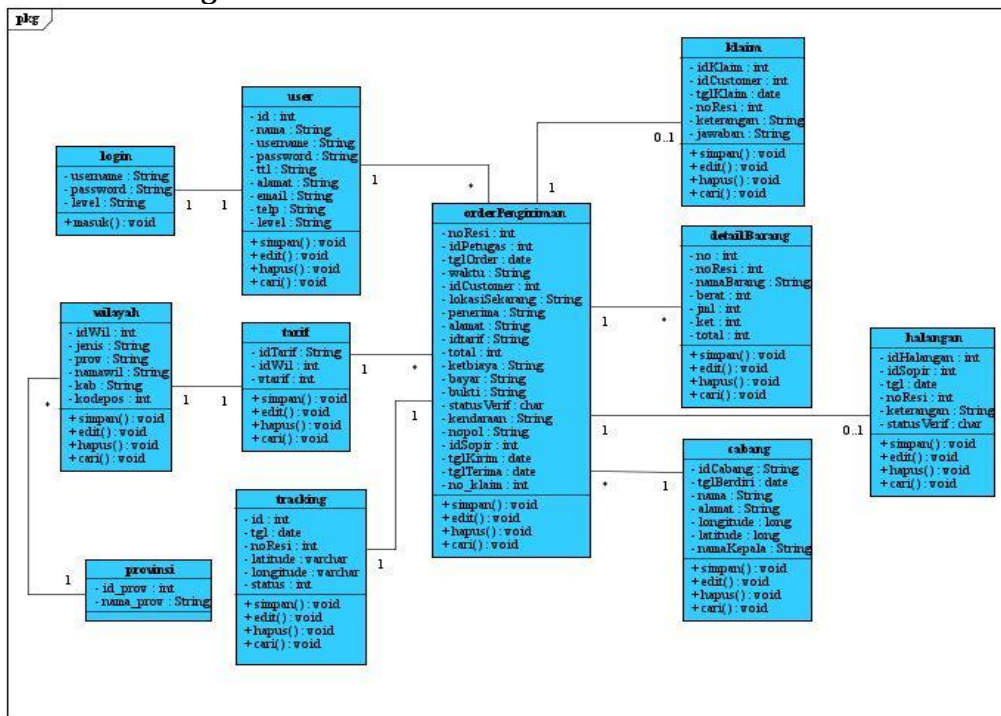 pkg
klaim
- idKlaim : int
- idCustomer : int
- tglKlaim : date
- noResi : int
- keterangan : String
- jawaban : String
+ simpan() : void
+ edit() : void
+ hapus() : void
+ cari() : void
user
- id : int
- nama : String
- username : String
- password : String
- ttl : String
- alamat : String
- email : String
- telp : String
- level : String
+ simpan() : void
+ edit() : void
+ hapus() : void
+ cari() : void
login
- username : String
- password : String
- level : String
+ masuk() : void
1
1
1
*
1
0..1
orderPengiriman
- noResi : int
- idPetugas : int
- tglOrder : date
- waktu : String
- idCustomer : int
- lokasiSekarang : String
- penerima : String
- alamat : String
- idtarif : String
- total : int
- ketbiaya : String
- bayar : String
- bukti : String
- statusVerif : char
- kendaraan : String
- nopol : String
- idSopir : int
- tglKirim : date
- tglTerima : date
- no_klaim : int
+ simpan() : void
+ edit() : void
+ hapus() : void
+ cari() : void
detailBarang
- no : int
- noResi : int
- namaBarang : String
- berat : int
- jml : int
- ket : int
- total : int
+ simpan() : void
+ edit() : void
+ hapus() : void
+ cari() : void
1
*
wilayah
- idWil : int
- jenis : String
- prov : String
- namawil : String
- kab : String
- kodepos : int
+ simpan() : void
+ edit() : void
+ hapus() : void
+ cari() : void
tarif
- idTarif : String
- idWil : int
- vtarif : int
+ simpan() : void
+ edit() : void
+ hapus() : void
+ cari() : void
1
*
*
1
1
1
halangan
- idHalangan : int
- idSopir : int
- tgl : date
- noResi : int
- keterangan : String
- statusVerif : char
+ simpan() : void
+ edit() : void
+ hapus() : void
+ cari() : void
1
0..1
cabang
- idCabang : String
- tglBerdiri : date
- nama : String
- alamat : String
- longitude : long
- latitude : long
- namaKepala : String
+ simpan() : void
+ edit() : void
+ hapus() : void
+ cari() : void
*
1
tracking
- id : int
- tgl : date
- noResi : int
- latitude : varchar
- longitude : varchar
- status : int
+ simpan() : void
+ edit() : void
+ hapus() : void
+ cari() : void
1
provinsi
- id_prov : int
- nama_prov : String
1